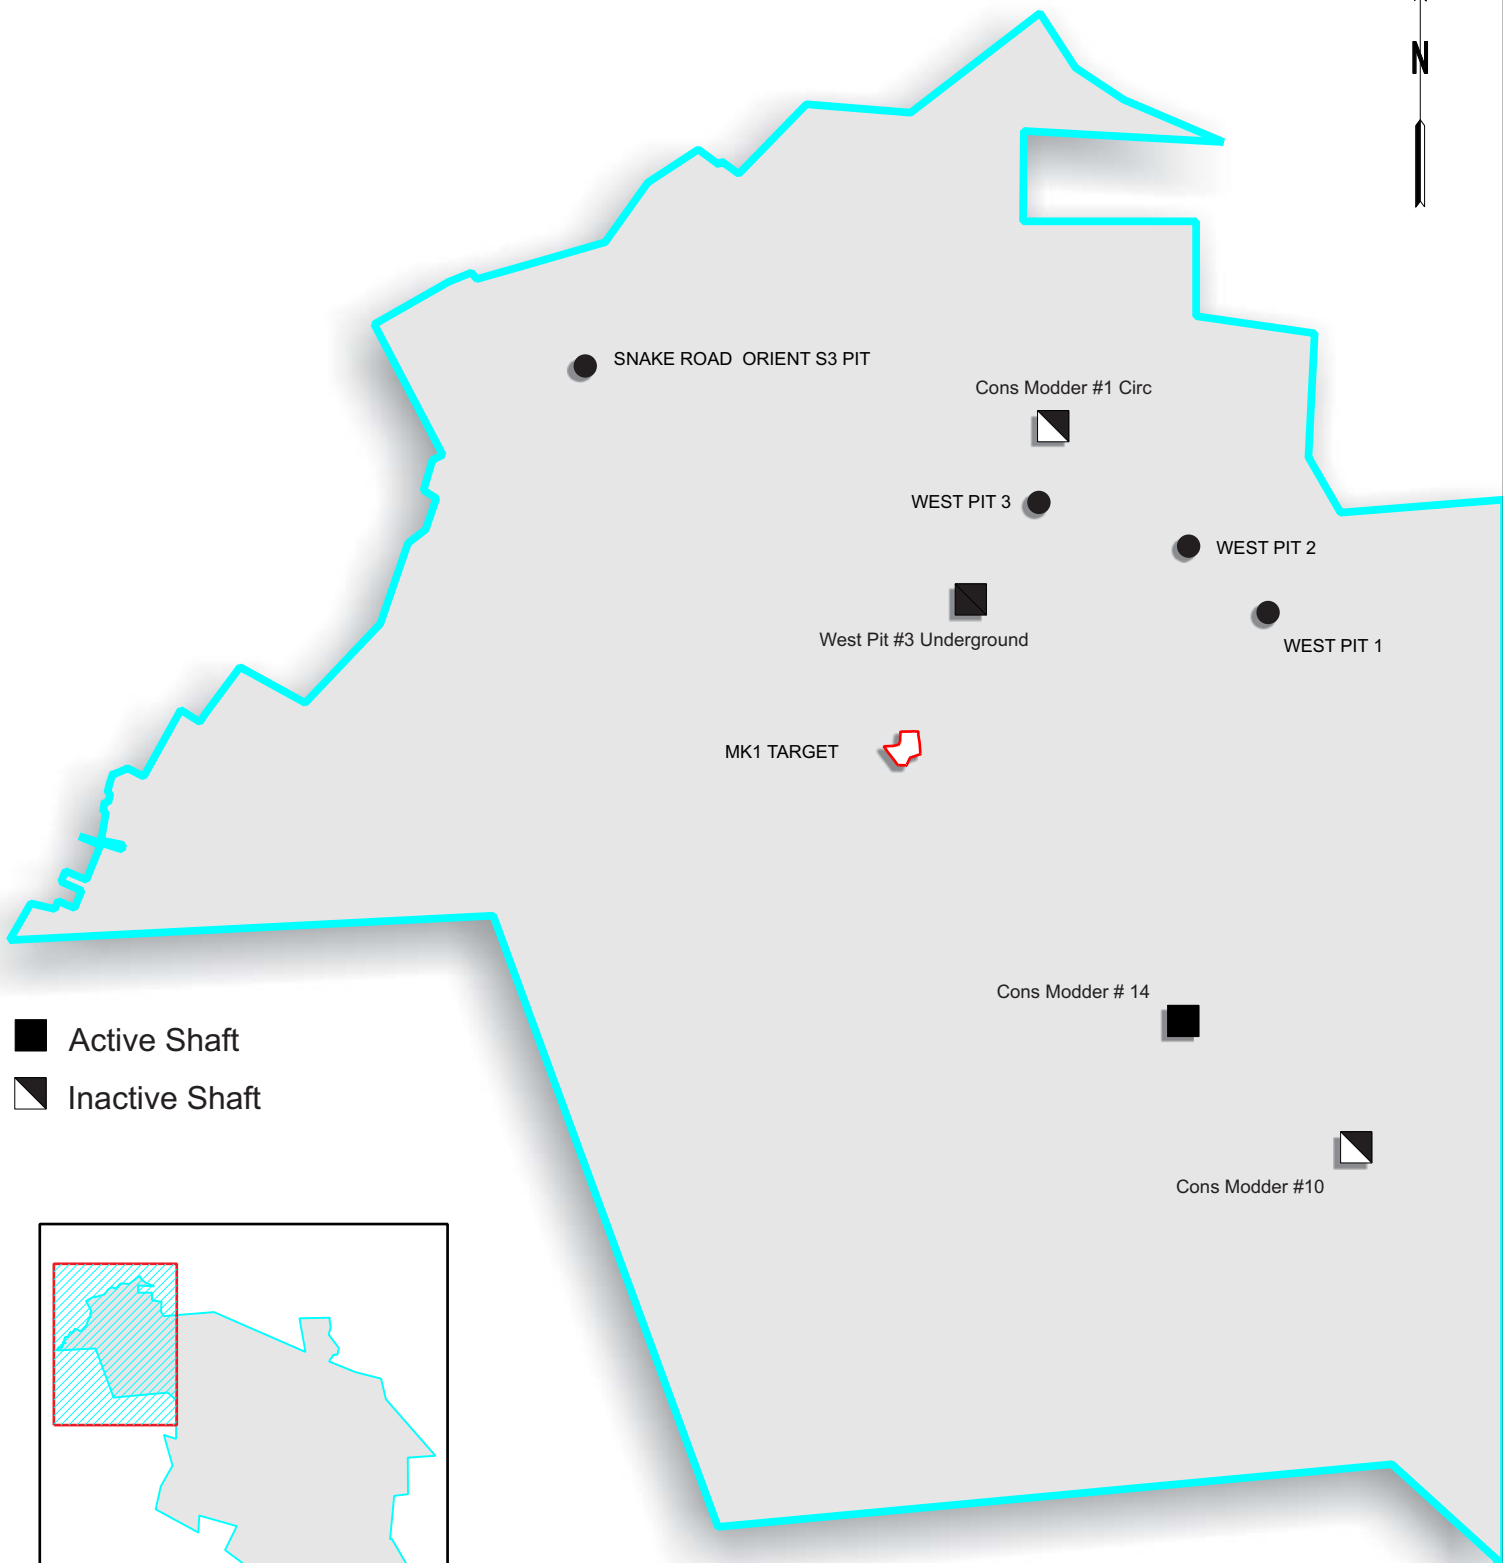 N
SNAKE ROAD ORIENT S3 PIT
Cons Modder #1 Circ
WEST PIT 3
WEST PIT 2
West Pit #3 Underground
WEST PIT 1
MK1 TARGET
Cons Modder # 14
Active Shaft
Inactive Shaft
Cons Modder #10